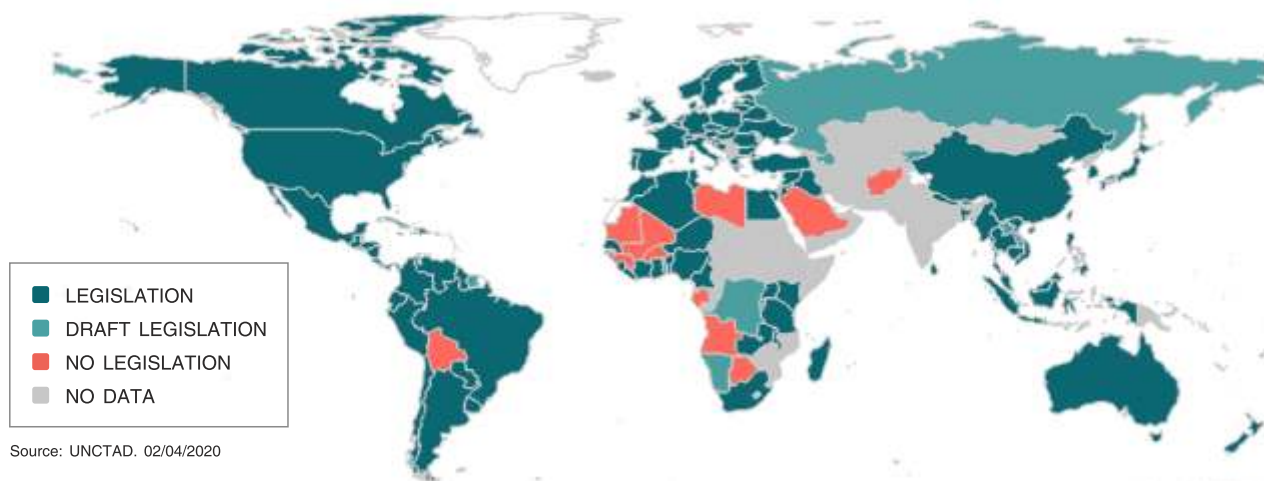 LEGISLATION
DRAFT LEGISLATION
NO LEGISLATION
NO DATA
Source: UNCTAD. 02/04/2020